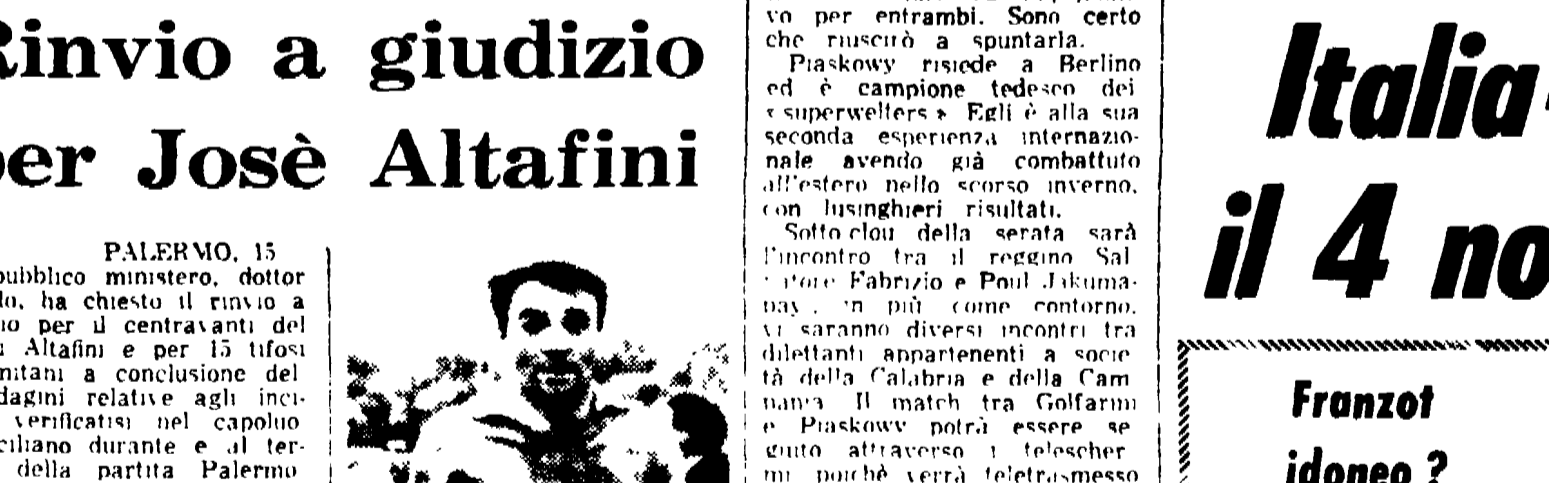 Rinvio a giudizio
per Josè Altafini
PALERMO, 15
pubblico ministero, dottor
lo, ha chiesto il rinvio a
no per il centravanti del
Altafini e per 15 tifosi
nitani a conclusione del
dagini relative agli inci-
verificatisi nel capoluo
ciliano durante e al ter-
della partita Palermo
vo per entrambi. Sono certo
che riuscirò a spuntarla.
Piaskowy risiede a Berlino
ed è campione tedesco dei
« superwelters » Egli è alla sua
seconda esperienza internazio-
nale avendo già combattuto
all'estero nello scorso inverno,
con lusinghieri risultati.
Sotto clou della serata sarà
l'incontro tra il reggino Sal
vatore Fabrizio e Poul Jakuma-
nay, in più come contorno,
vi saranno diversi incontri tra
dilettanti appartenenti a socie
tà della Calabria e della Cam
pania Il match tra Golfarini
e Piaskowy potrà essere se
guito attraverso i telescher
mi poichè verrà teletrasmesso
Italia-
il 4 no
Franzot
idoneo ?